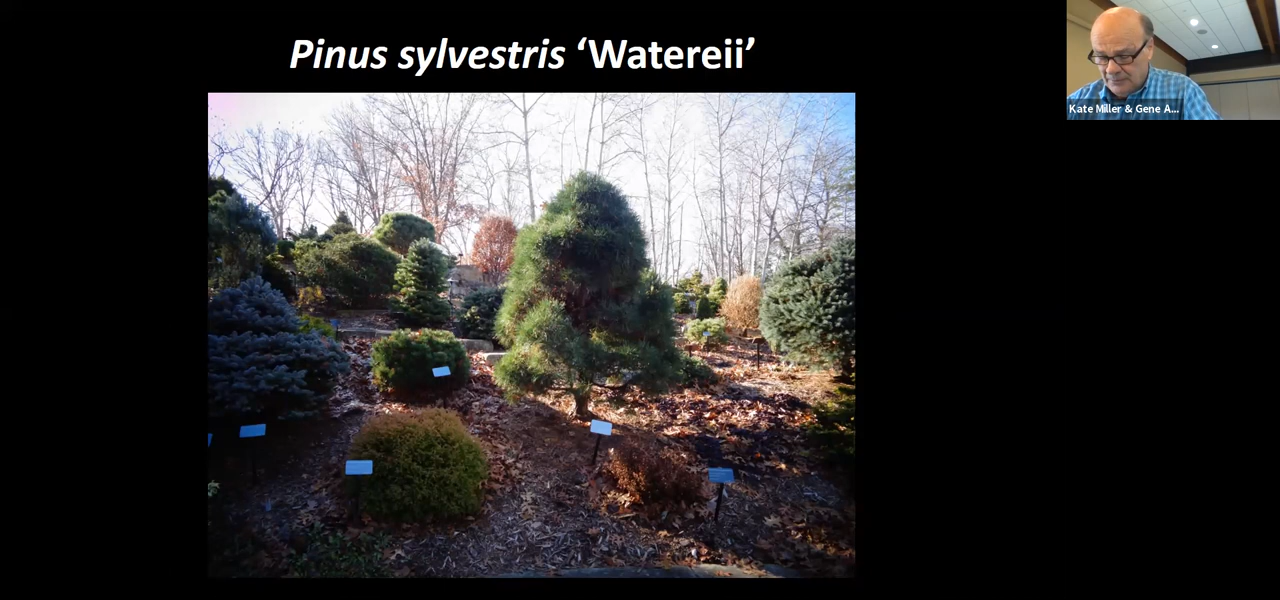 Pinus sylvestris ‘Watereii’
Kate Miller & Gene A...